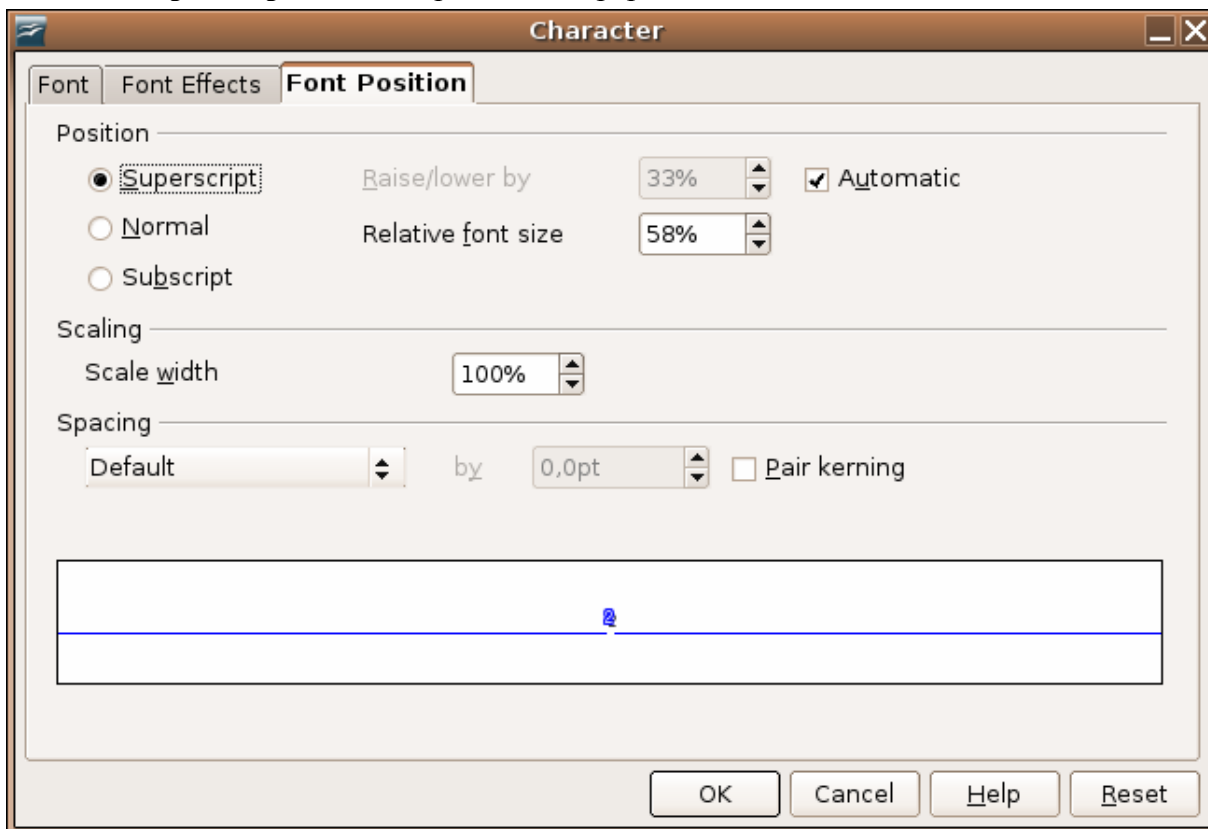 Character
Font Font Effects Font Position
Position
Superscript Raise/lower by 33% Automatic
Normal Relative font size 58%
Subscript
Scaling
Scale width 100%
Spacing
Default by 0,0pt Pair kerning
2
OK Cancel Help Reset